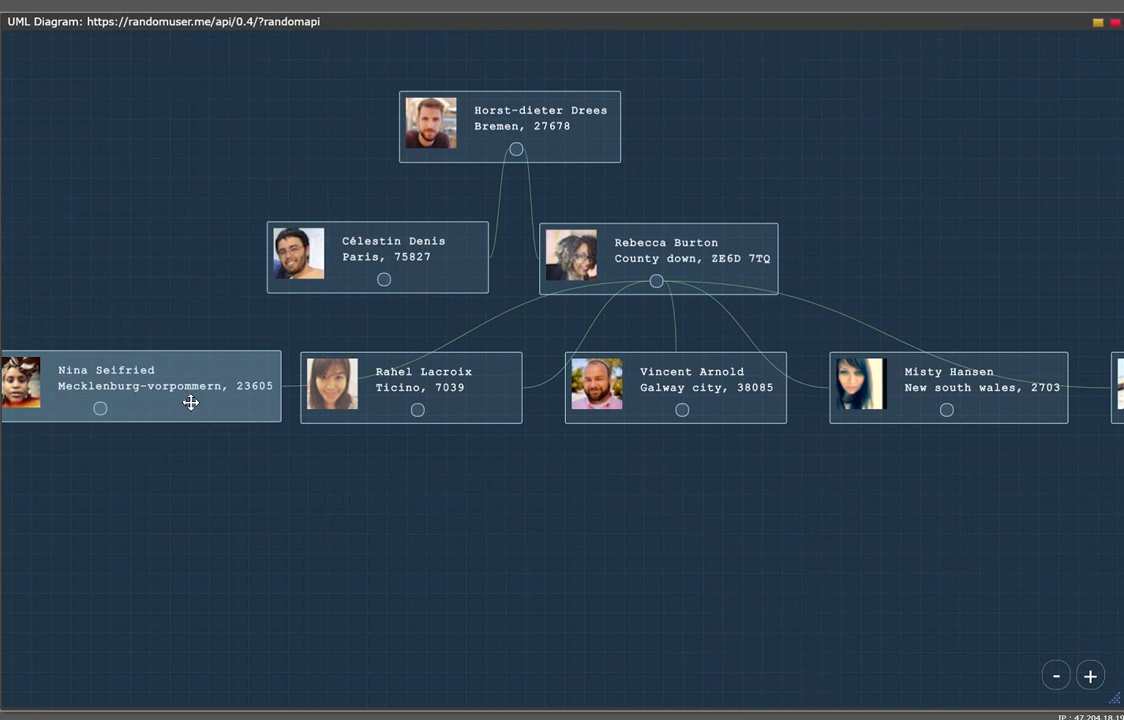 UML Diagram: https://randomuser.me/api/0.4/?randomapi
Horst-dieter Drees
Bremen, 27678
Célestin Denis
Paris, 75827
Rebecca Burton
County down, ZE6D 7TQ
Nina Seifried
Mecklenburg-vorpommern, 23605
Rahel Lacroix
Ticino, 7039
Vincent Arnold
Galway city, 38085
Misty Hansen
New south wales, 2703
- +